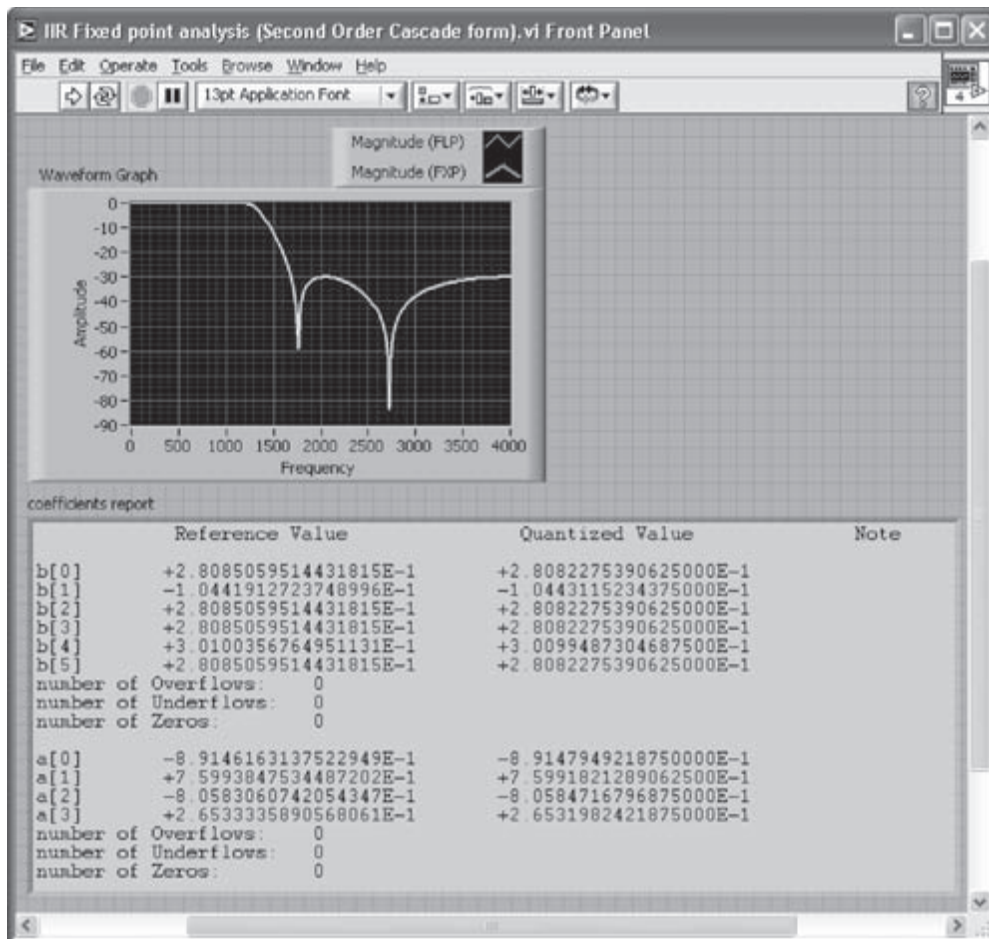 IIR Fixed point analysis (Second Order Cascade form).vi Front Panel
File Edit Operate Tools Browse Window Help
13pt Application Font
?
4
Magnitude (FLP)
Magnitude (FXP)
Waveform Graph
0
-10
-20
-30
-40
-50
-60
-70
-80
-90
Amplitude
0 500 1000 1500 2000 2500 3000 3500 4000
Frequency
coefficients report
Reference Value Quantized Value Note
b[0] +2.8085059514431815E-1 +2.8082275390625000E-1
b[1] -1.0441912723748996E-1 -1.0443115234375000E-1
b[2] +2.8085059514431815E-1 +2.8082275390625000E-1
b[3] +2.8085059514431815E-1 +2.8082275390625000E-1
b[4] +3.0100356764951131E-1 +3.0099487304687500E-1
b[5] +2.8085059514431815E-1 +2.8082275390625000E-1
number of Overflows: 0
number of Underflows: 0
number of Zeros: 0
a[0] -8.9146163137522949E-1 -8.9147949218750000E-1
a[1] +7.5993847534487202E-1 +7.5991821289062500E-1
a[2] -8.0583060742054347E-1 -8.0584716796875000E-1
a[3] +2.6533335890568061E-1 +2.6531982421875000E-1
number of Overflows: 0
number of Underflows: 0
number of Zeros: 0